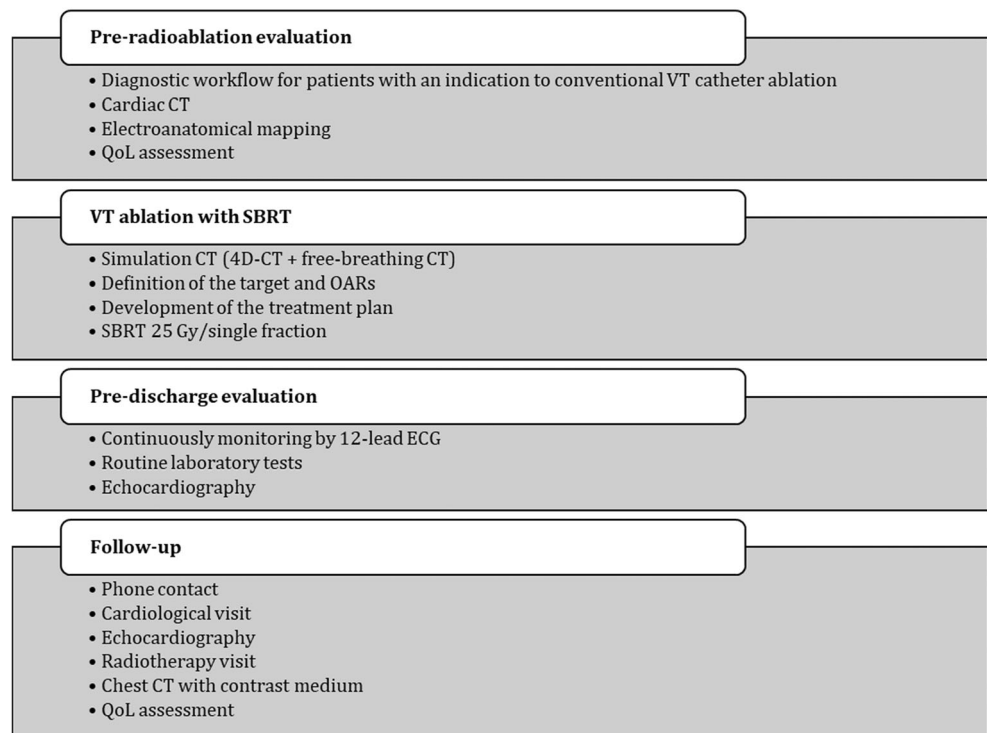 Pre-radioablation evaluation
• Diagnostic workflow for patients with an indication to conventional VT catheter ablation
• Cardiac CT
• Electroanatomical mapping
• QoL assessment
VT ablation with SBRT
• Simulation CT (4D-CT + free-breathing CT)
• Definition of the target and OARs
• Development of the treatment plan
• SBRT 25 Gy/single fraction
Pre-discharge evaluation
• Continuously monitoring by 12-lead ECG
• Routine laboratory tests
• Echocardiography
Follow-up
• Phone contact
• Cardiological visit
• Echocardiography
• Radiotherapy visit
• Chest CT with contrast medium
• QoL assessment